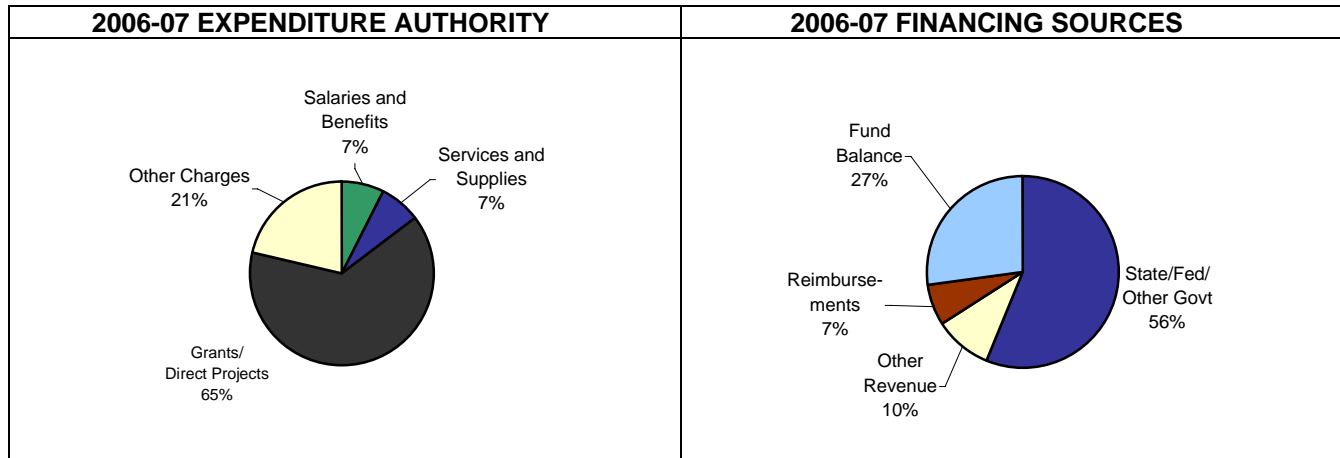 2006-07 EXPENDITURE AUTHORITY
Salaries and
Benefits
7%
Services and
Supplies
7%
Other Charges
21%
Grants/
Direct Projects
65%
2006-07 FINANCING SOURCES
Fund
Balance
27%
State/Fed/
Other Govt
56%
Reimburse-
ments
7%
Other
Revenue
10%